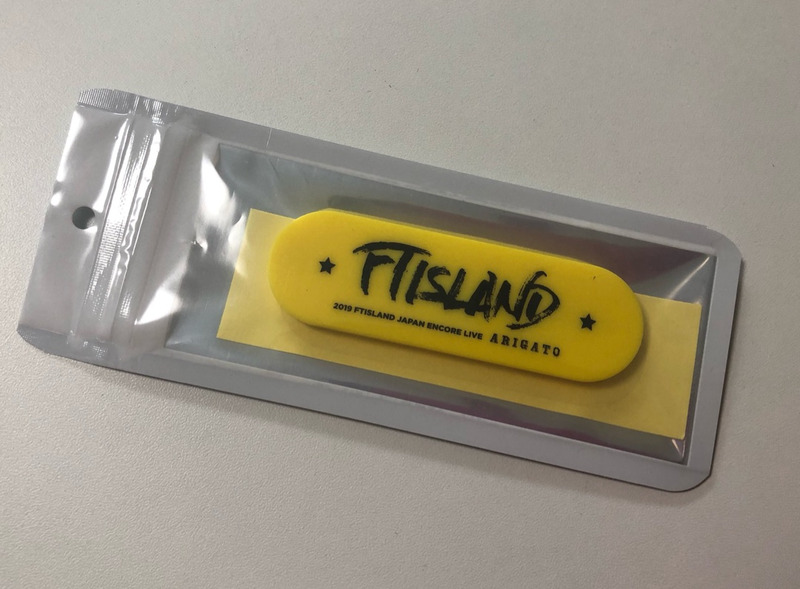 FTISLAND
2019 FTISLAND JAPAN ENCORE LIVE ARIGATO